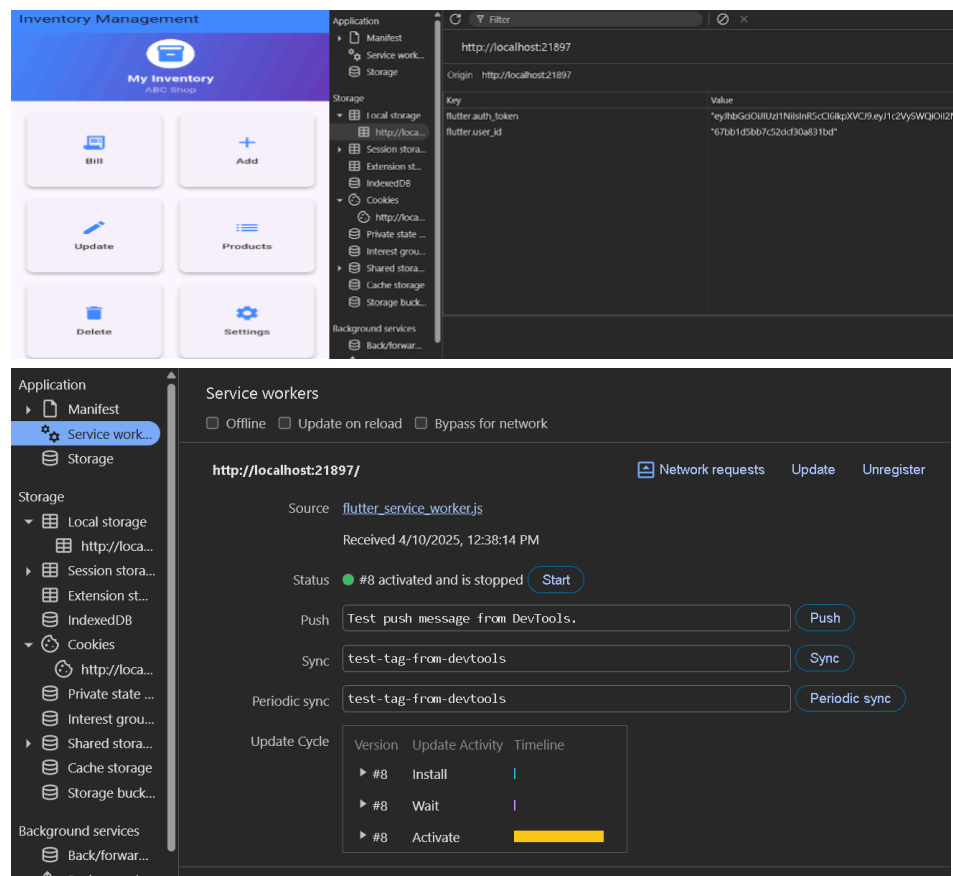 Inventory Management
My Inventory
ABC Shop
Bill
Add
Update
Products
Delete
Settings
Application
Manifest
Service work...
Storage
Storage
Local storage
http://loca...
Session stora...
Extension st...
IndexedDB
Cookies
http://loca...
Private state ...
Interest grou...
Shared stora...
Cache storage
Storage buck...
Background services
Back/forwar...
Filter
http://localhost:21897
Origin http://localhost:21897
Key Value
flutter.auth_token
flutter.user_id "67bb1d5bb7c52dcf30a831bd"
Application
Manifest
Service work...
Storage
Storage
Local storage
http://loca...
Session stora...
Extension st...
IndexedDB
Cookies
http://loca...
Private state ...
Interest grou...
Shared stora...
Cache storage
Storage buck...
Background services
Back/forwar...
Service workers
Offline Update on reload Bypass for network
http://localhost:21897/ Network requests Update Unregister
Source flutter_service_worker.js
Received 4/10/2025, 12:38:14 PM
Status #8 activated and is stopped Start
Push Test push message from DevTools. Push
Sync test-tag-from-devtools Sync
Periodic sync test-tag-from-devtools Periodic sync
Update Cycle Version Update Activity Timeline
#8 Install
#8 Wait
#8 Activate